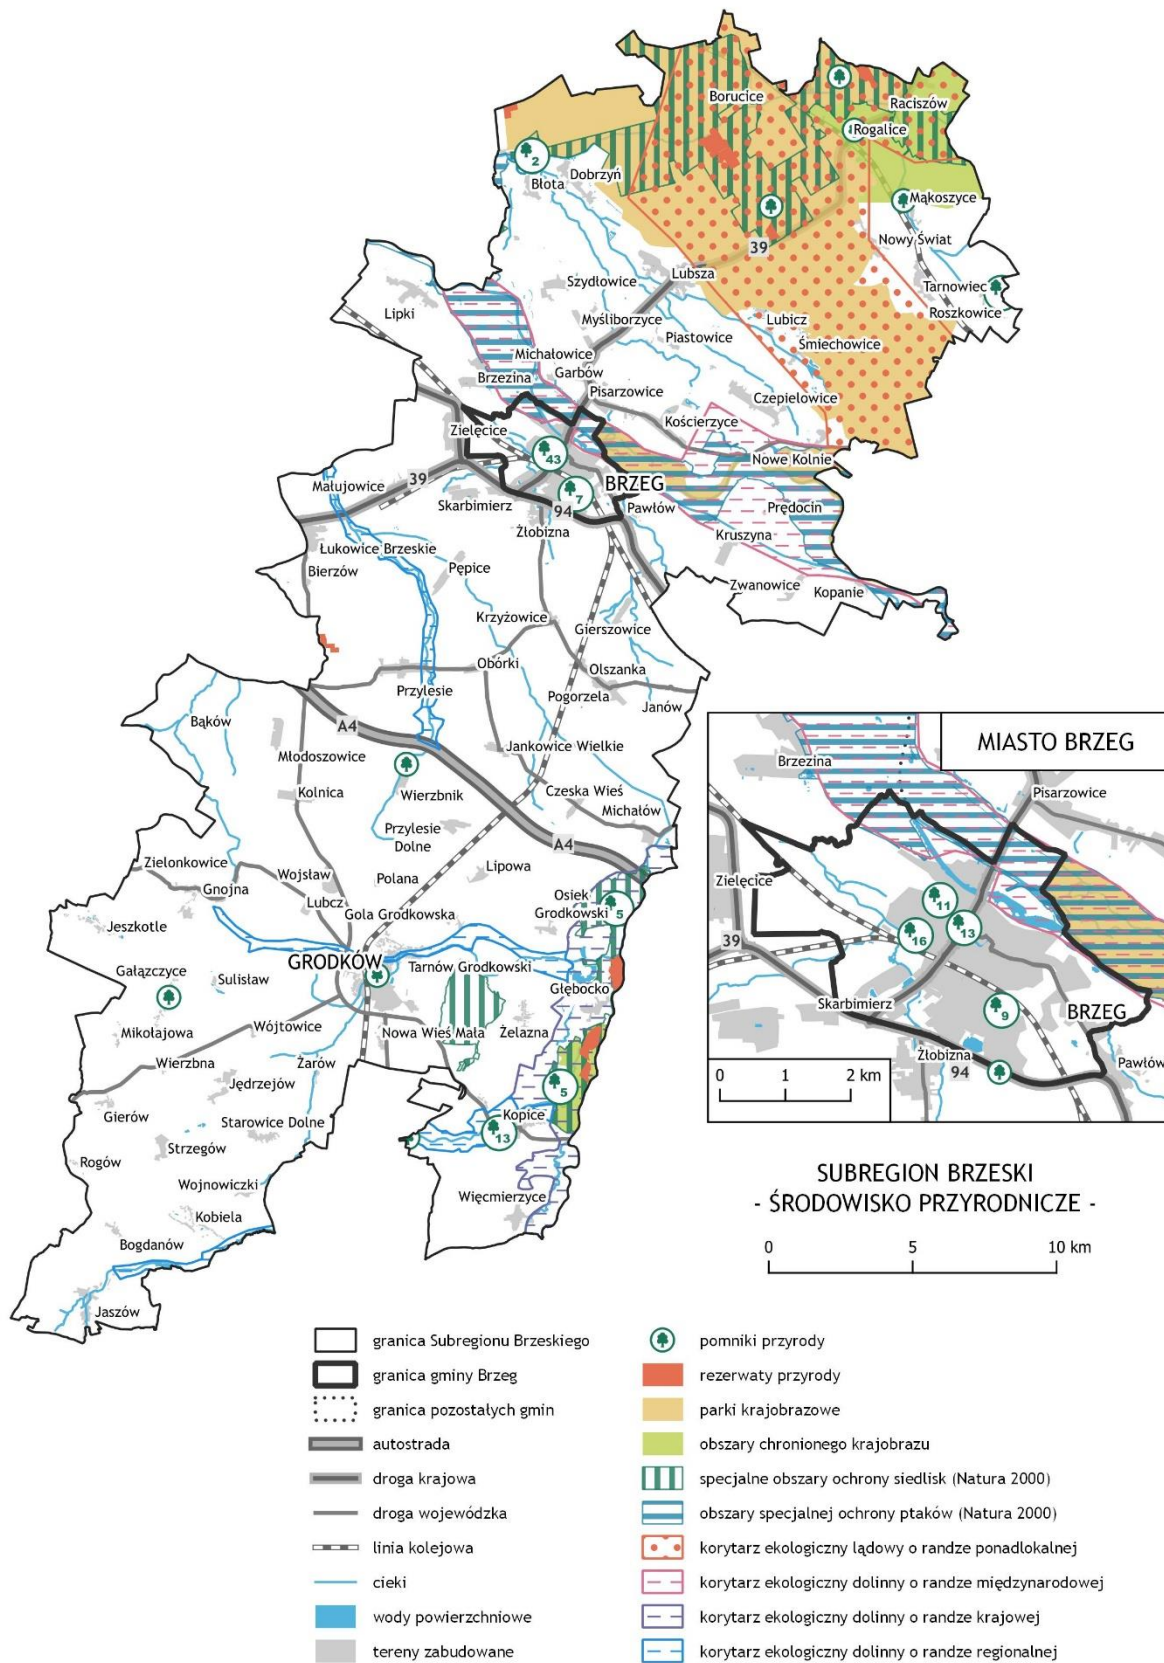 Borucice
Raciszów
Rogalice
2
Błota
Dobrzyń
Mąkoszyce
Nowy Świat
39
Lubsza
Szydłowice
Tarnowiec
Roszkowice
Lipki
Myśliborzyce
Lubicz
Piastowice
Śmiechowice
Michałowice
Garbów
Brzezina
Pisarzowice
Czepielowice
Kościerzyce
Zielęcice
43
Nowe Kolnie
39
Małujowice
Skarbimierz
7
BRZEG
94
Pawłów
Prędocin
Żłobizna
Kruszyna
Łukowice Brzeskie
Bierzów
Pępice
Zwanowice
Kopanie
Krzyżowice
Gierszowice
Obórki
Olszanka
Przylesie
Pogorzela
Janów
Bąków
A4
Młodoszowice
Jankowice Wielkie
Kolnica
Wierzbnik
Czeska Wieś
Michałów
Przylesie
Dolne
A4
Zielonkowice
Wojsław
Polana
Lipowa
Gnojna
Lubcz
Osiek
Grodkowski
5
Jeszkotle
Gola Grodkowska
GRODKÓW
Tarnów Grodkowski
Gałązczyce
Sulisław
Głębocko
Mikołajowa
Wójtowice
Nowa Wieś Mała
Żelazna
Wierzbna
Żarów
Jędrzejów
5
Gierów
Starowice Dolne
Kopice
13
Strzegów
Rogów
Wojnowiczki
Więcmierzyce
Kobiela
Bogdanów
Jaszów
MIASTO BRZEG
Brzezina
Pisarzowice
Zielęcice
11
16
13
39
Skarbimierz
9
BRZEG
Żłobizna
94
Pawłów
0 1 2 km
SUBREGION BRZESKI
- ŚRODOWISKO PRZYRODNICZE -
0 5 10 km
granica Subregionu Brzeskiego
granica gminy Brzeg
granica pozostałych gmin
autostrada
droga krajowa
droga wojewódzka
linia kolejowa
cieki
wody powierzchniowe
tereny zabudowane
pomniki przyrody
rezerwaty przyrody
parki krajobrazowe
obszary chronionego krajobrazu
specjalne obszary ochrony siedlisk (Natura 2000)
obszary specjalnej ochrony ptaków (Natura 2000)
korytarz ekologiczny lądowy o randze ponadlokalnej
korytarz ekologiczny dolinny o randze międzynarodowej
korytarz ekologiczny dolinny o randze krajowej
korytarz ekologiczny dolinny o randze regionalnej